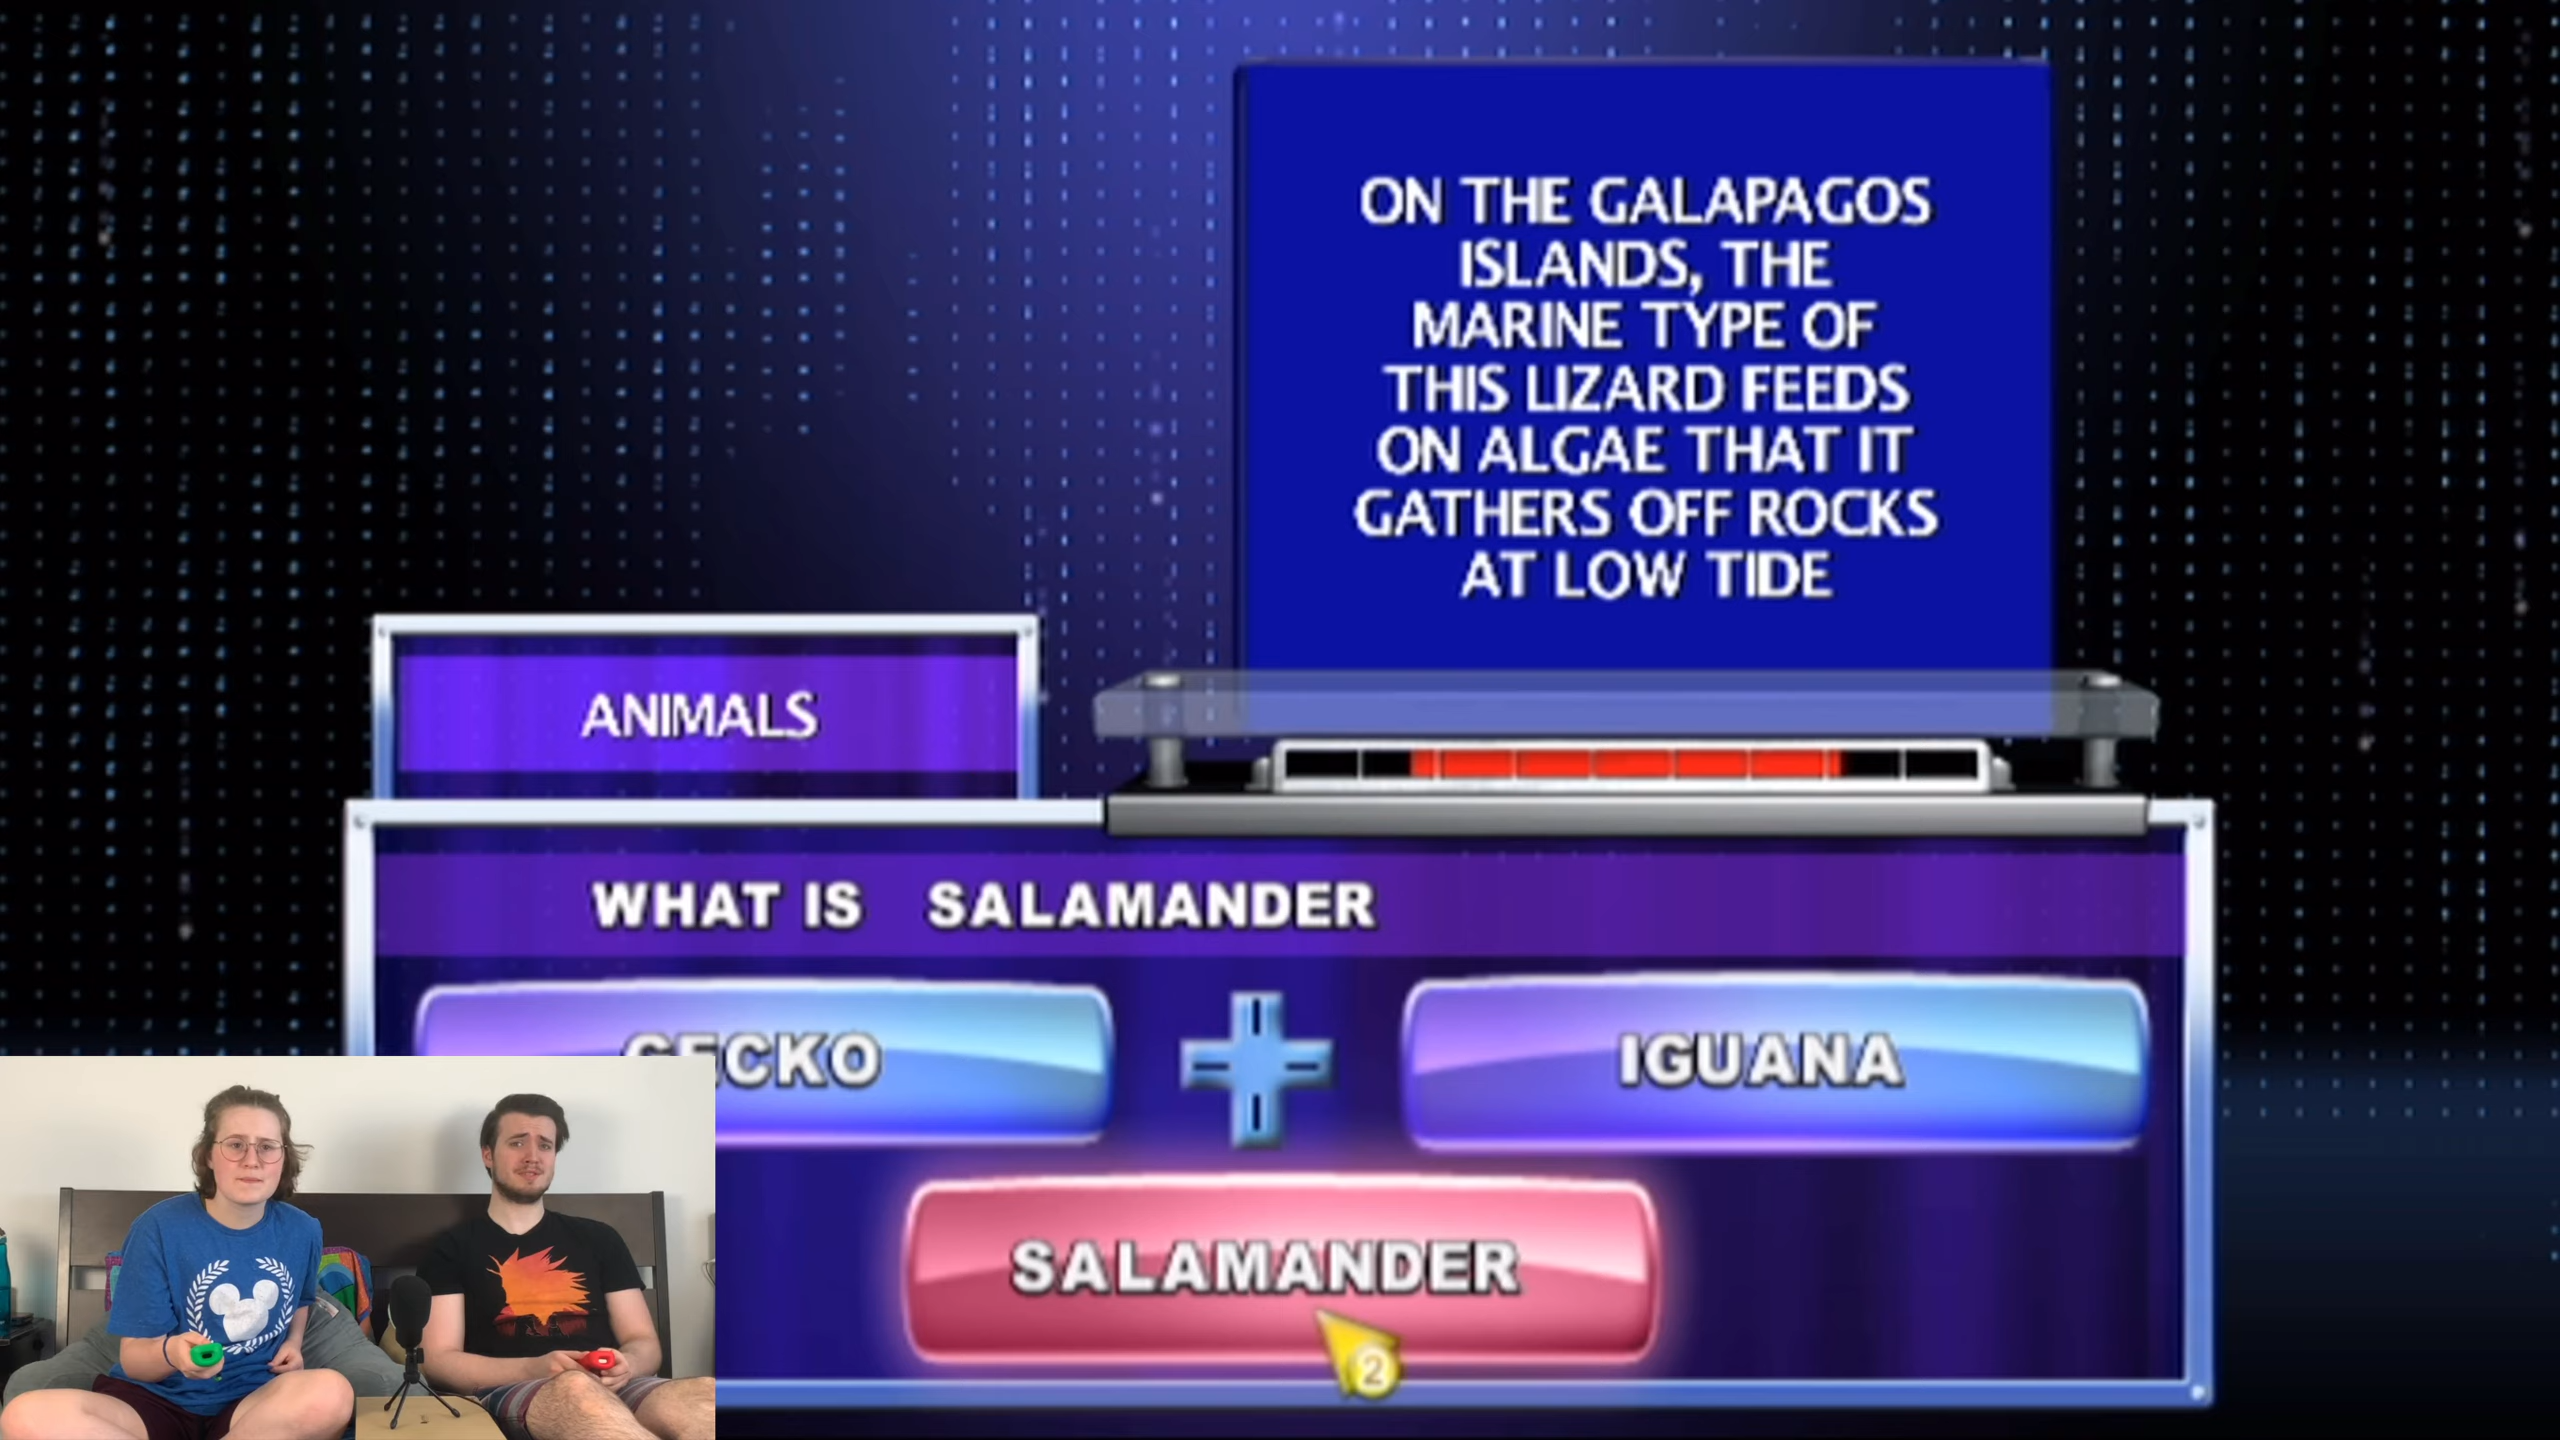 ON THE GALAPAGOS
ISLANDS, THE
MARINE TYPE OF
THIS LIZARD FEEDS
ON ALGAE THAT IT
GATHERS OFF ROCKS
AT LOW TIDE
ANIMALS
WHAT IS SALAMANDER
GECKO
IGUANA
SALAMANDER
2